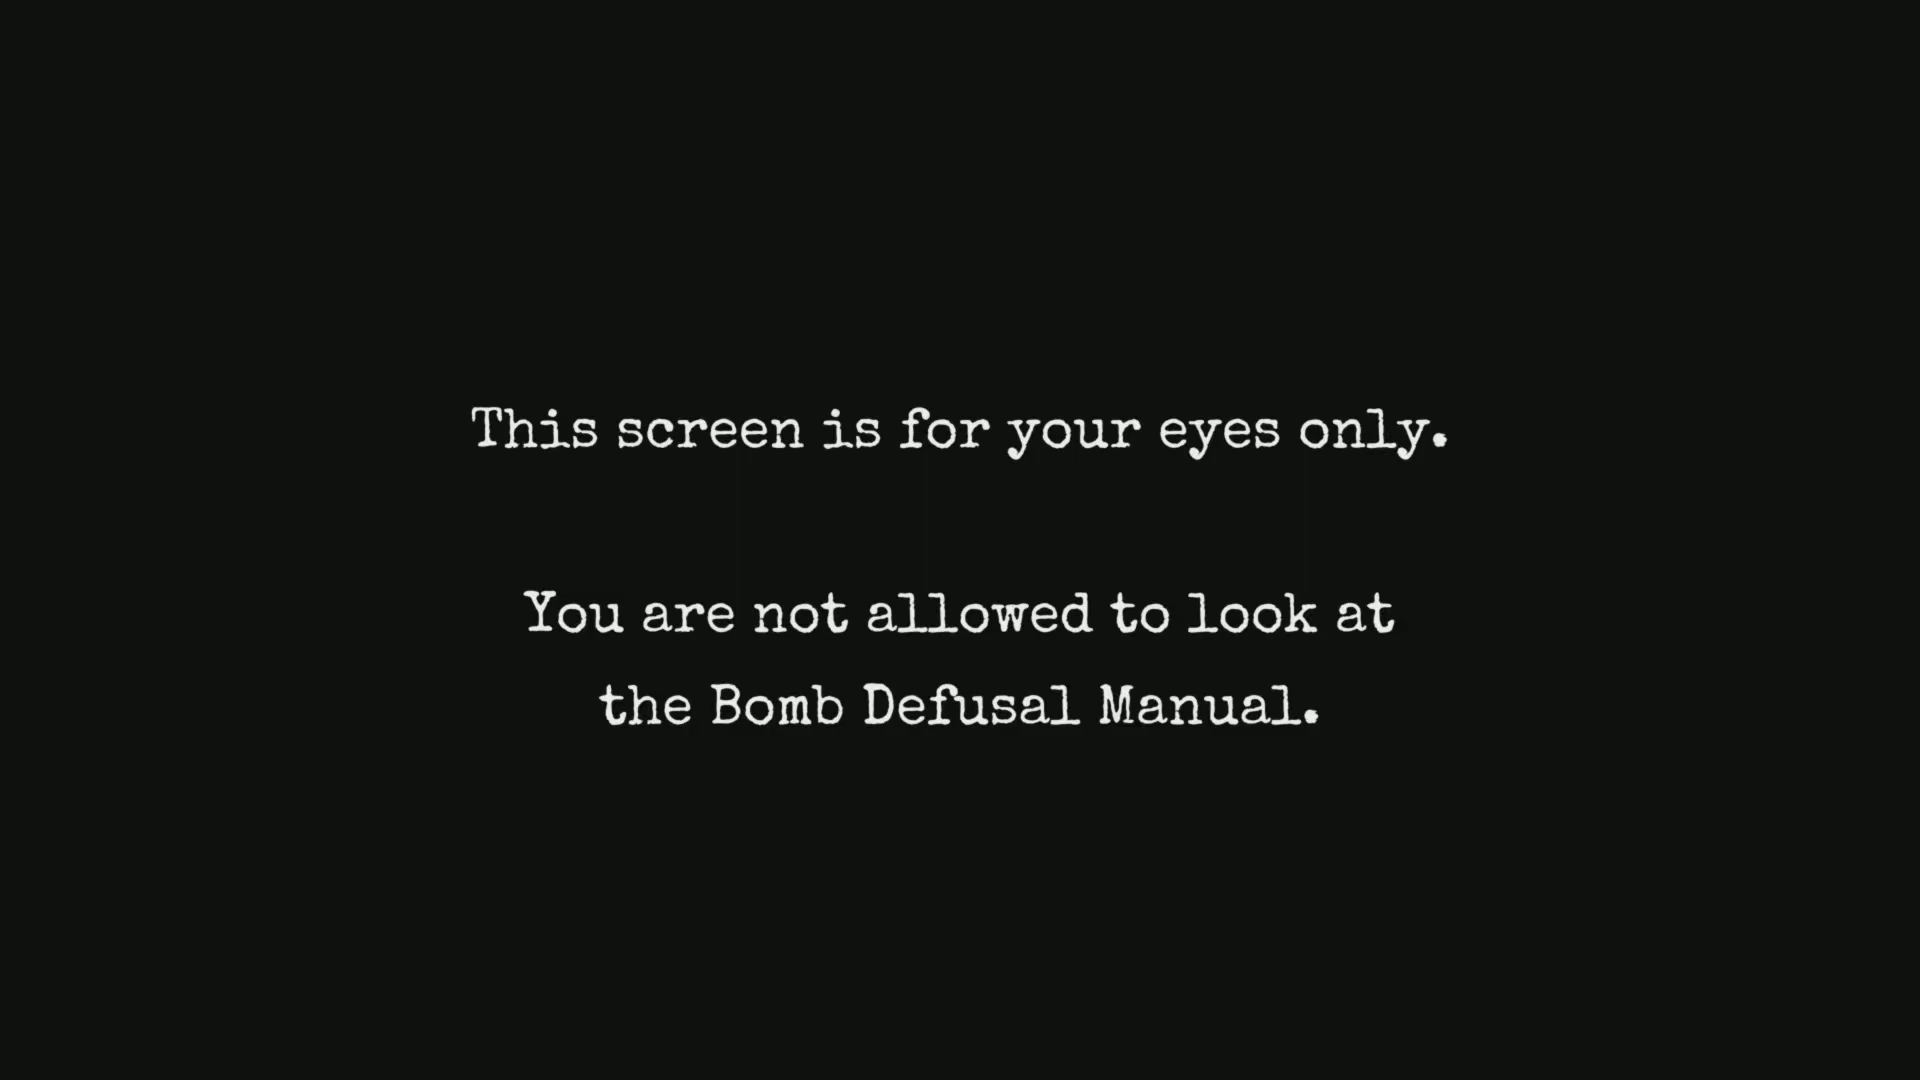 This screen is for your eyes only.
You are not allowed to look at
the Bomb Defusal Manual.